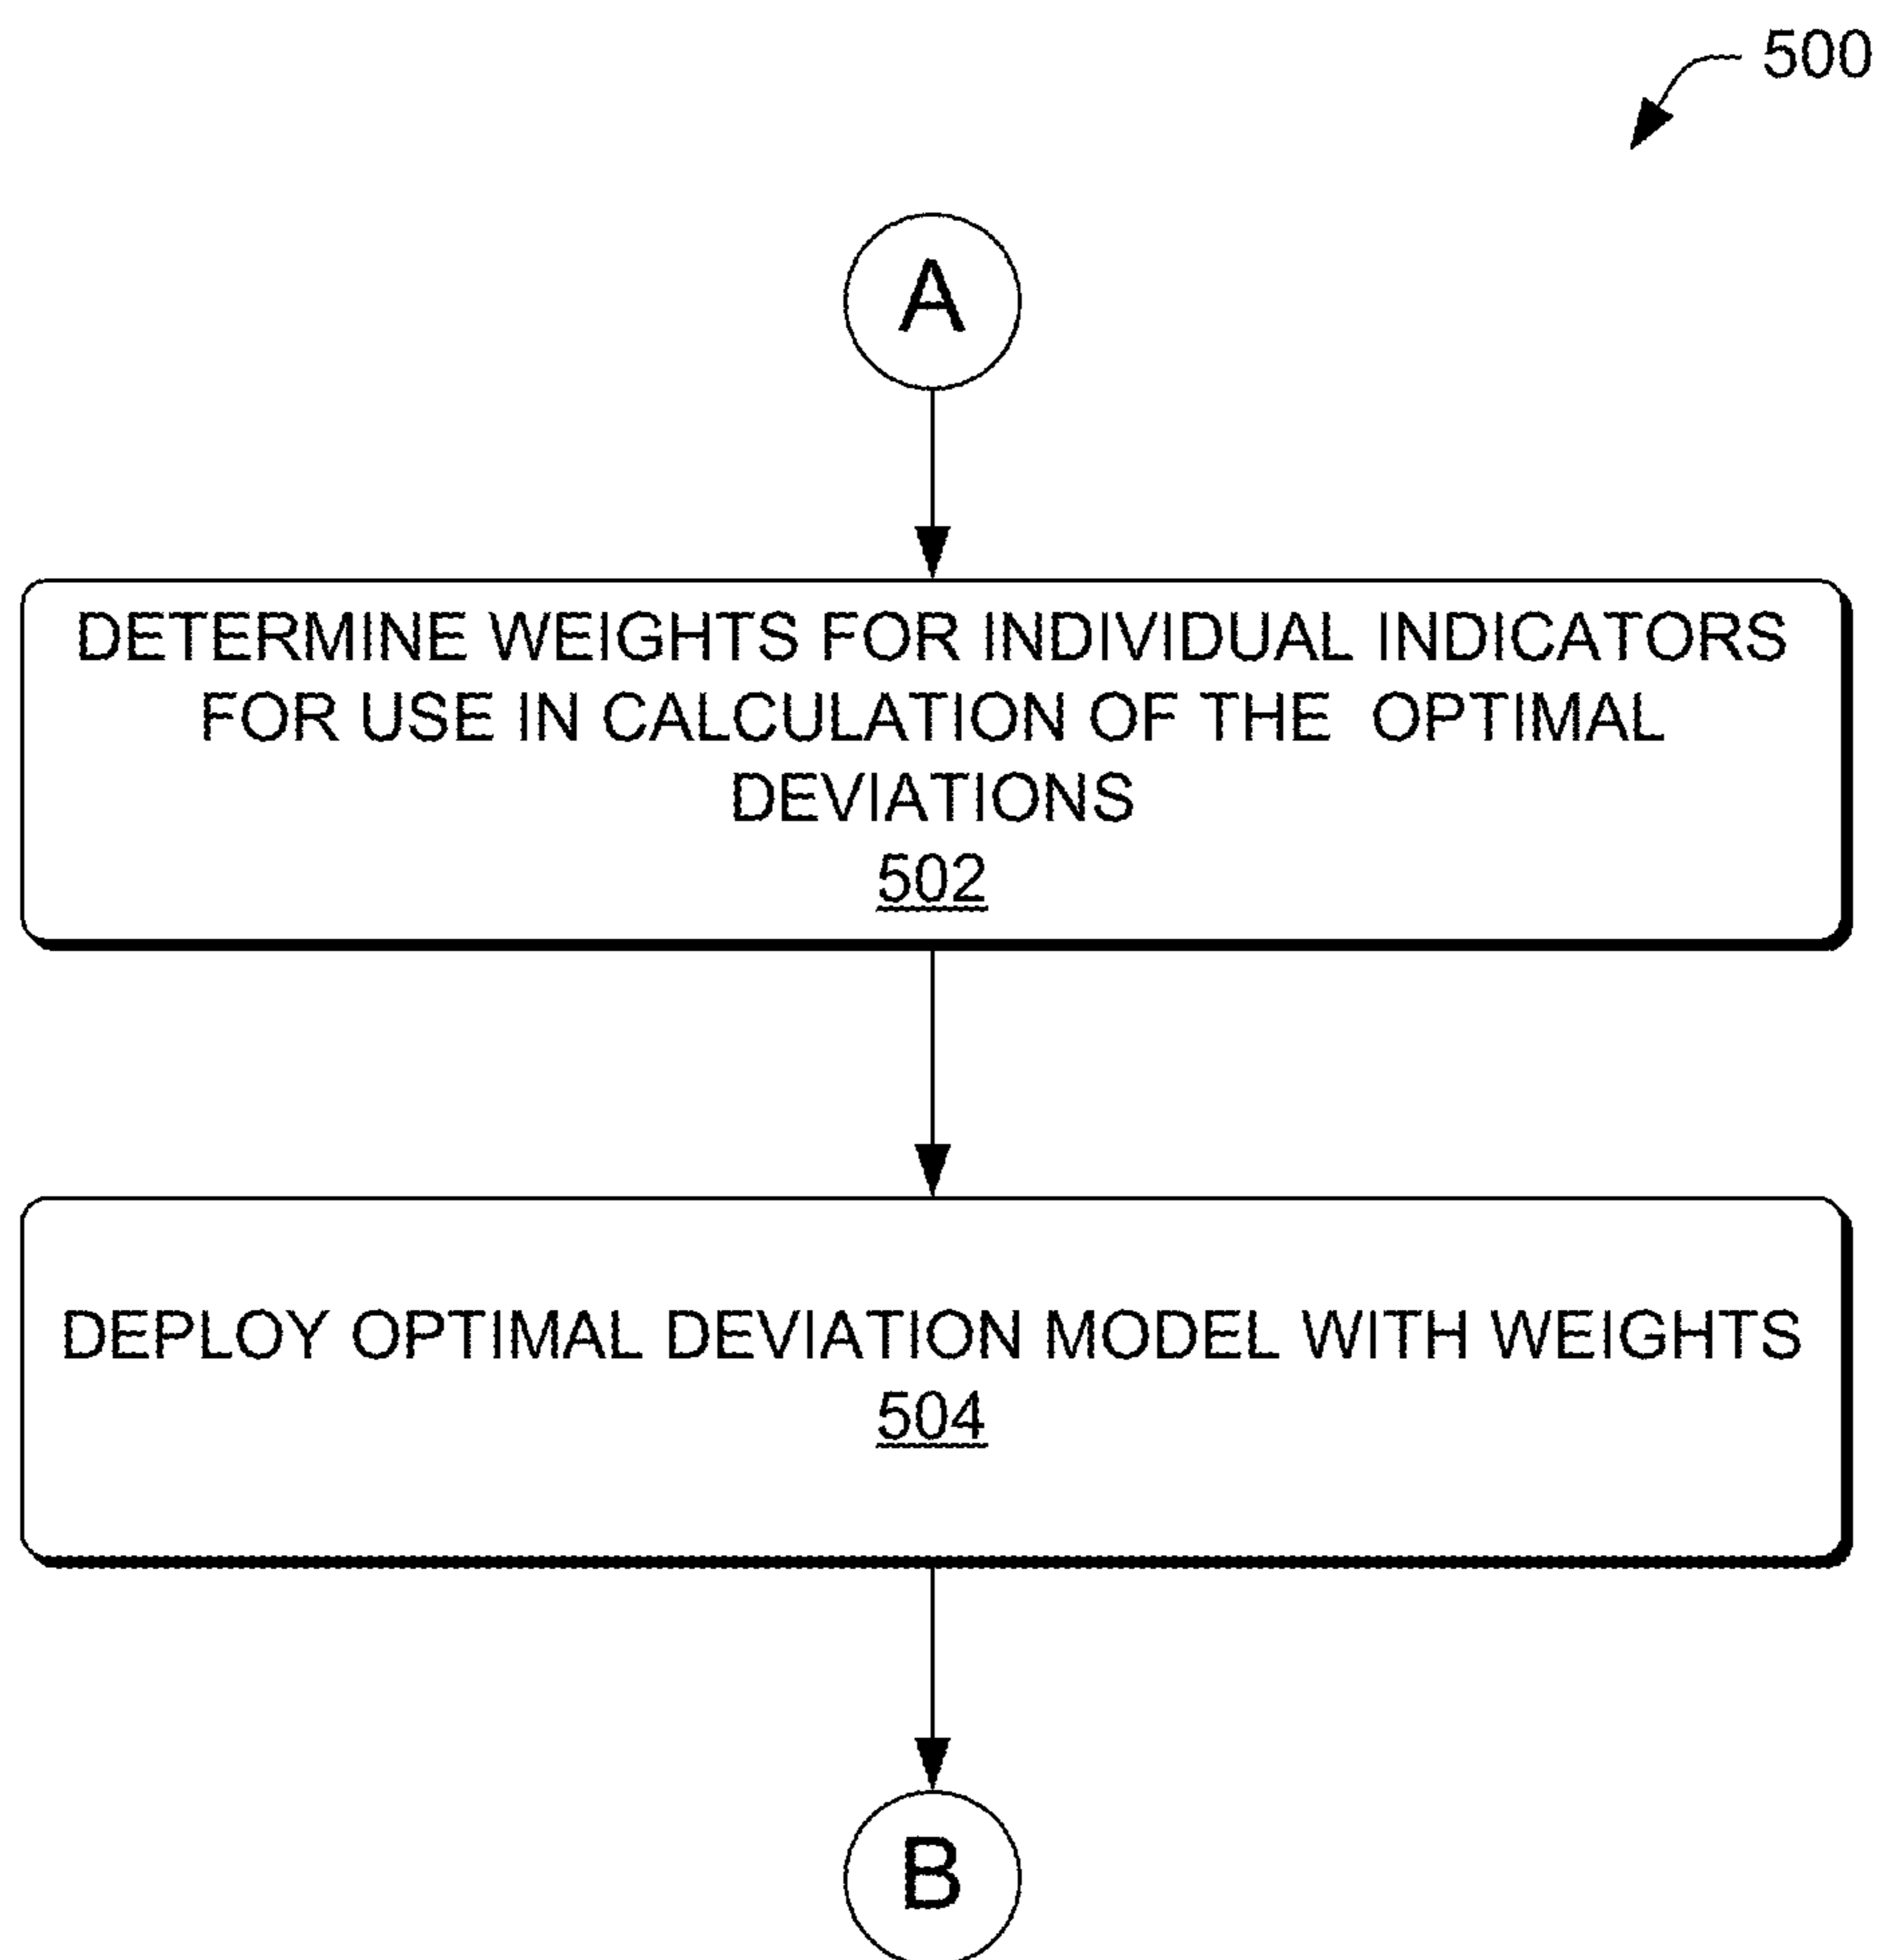 500
A
DETERMINE WEIGHTS FOR INDIVIDUAL INDICATORS
FOR USE IN CALCULATION OF THE OPTIMAL
DEVIATIONS
502
DEPLOY OPTIMAL DEVIATION MODEL WITH WEIGHTS
504
B